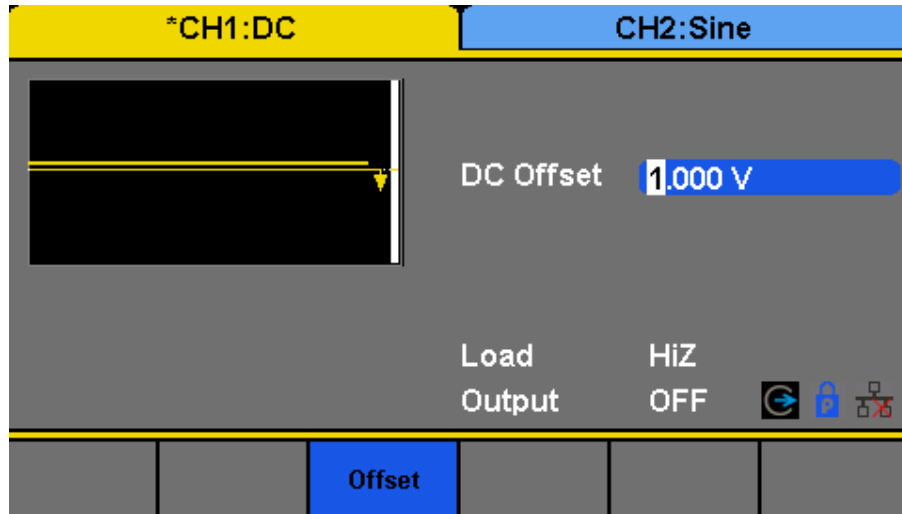 *CH1:DC
CH2:Sine
DC Offset 1.000 V
Load HiZ
Output OFF
P
Offset